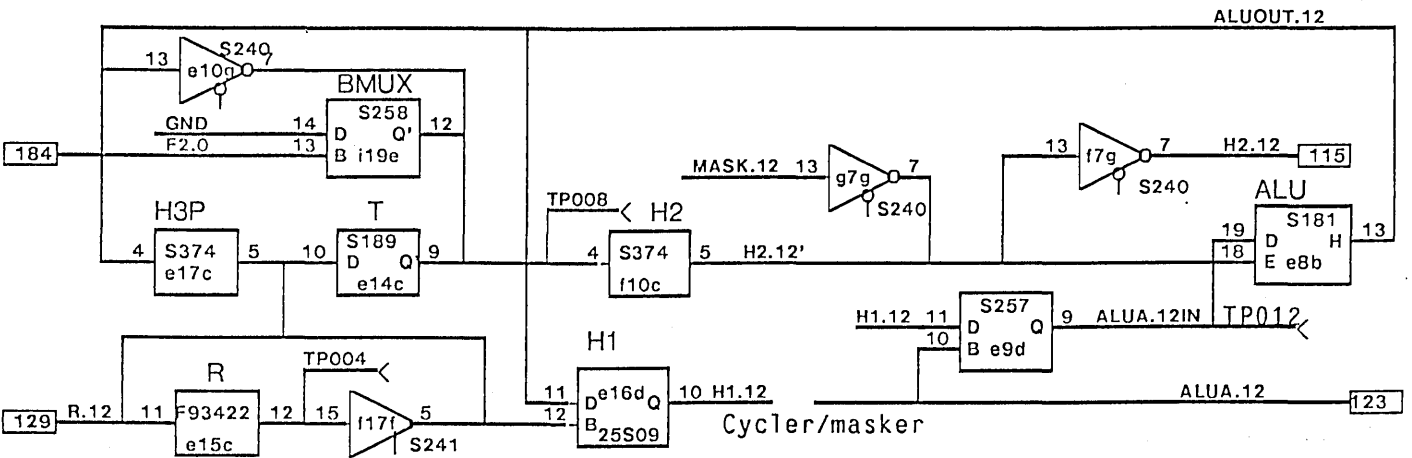 ALUOUT.12
13 S240 7
e10g
BMUX
S258
GND 14 D Q' 12
184 F2.0 13 B i19e
MASK.12 13 g7g 7
S240
13 f7g 7 H2.12 115
S240
TP008
H3P T H2 ALU
4 S374 5 10 S189 9 4 S374 5 H2.12'
e17c D Q f10c
e14c
S181
19 D H 13
18 E e8b
S257
H1.12 11 D Q 9 ALUA.12IN TP012
10 B e9d
H1
TP004
R
129 R.12 11 F93422 12 15 f17f 5
e15c S241
11 D e16d Q 10 H1.12
12 B 25S09
ALUA.12 123
Cycler/masker